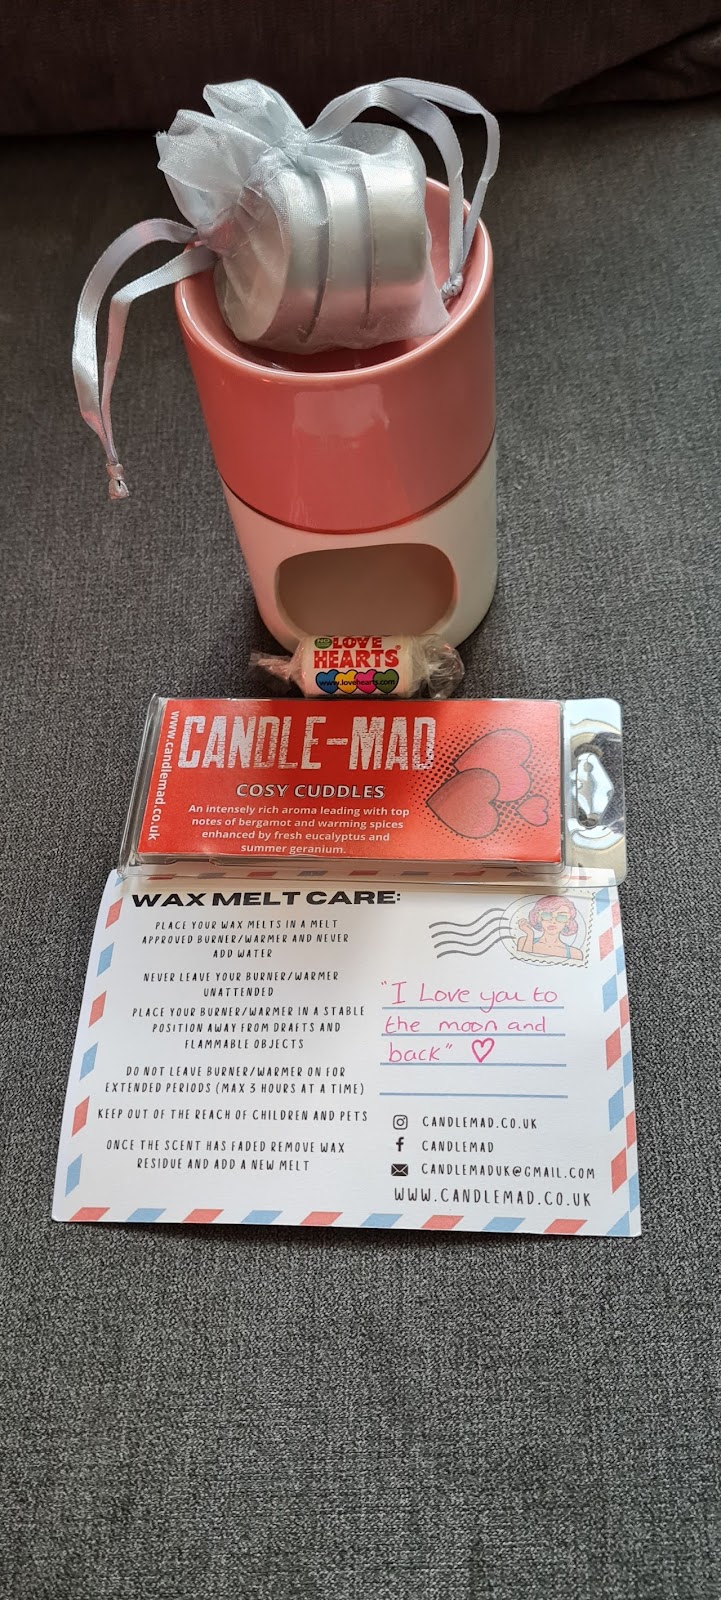 LOVE
HEARTS
www.lovehearts.com
www.candlemad.co.uk
CANDLE-MAD
COSY CUDDLES
An intensely rich aroma leading with top
notes of bergamot and warming spices
enhanced by fresh eucalyptus and
summer geranium.
WAX MELT CARE:
PLACE YOUR WAX MELTS IN A MELT
APPROVED BURNER/WARMER AND NEVER
ADD WATER
NEVER LEAVE YOUR BURNER/WARMER
UNATTENDED
PLACE YOUR BURNER/WARMER IN A STABLE
POSITION AWAY FROM DRAFTS AND
FLAMMABLE OBJECTS
DO NOT LEAVE BURNER/WARMER ON FOR
EXTENDED PERIODS (MAX 3 HOURS AT A TIME)
KEEP OUT OF THE REACH OF CHILDREN AND PETS
ONCE THE SCENT HAS FADED REMOVE WAX
RESIDUE AND ADD A NEW MELT
"I Love you to
the moon and
back" ♡
CANDLEMAD.CO.UK
CANDLEMAD
CANDLEMADUK@GMAIL.COM
WWW.CANDLEMAD.CO.UK